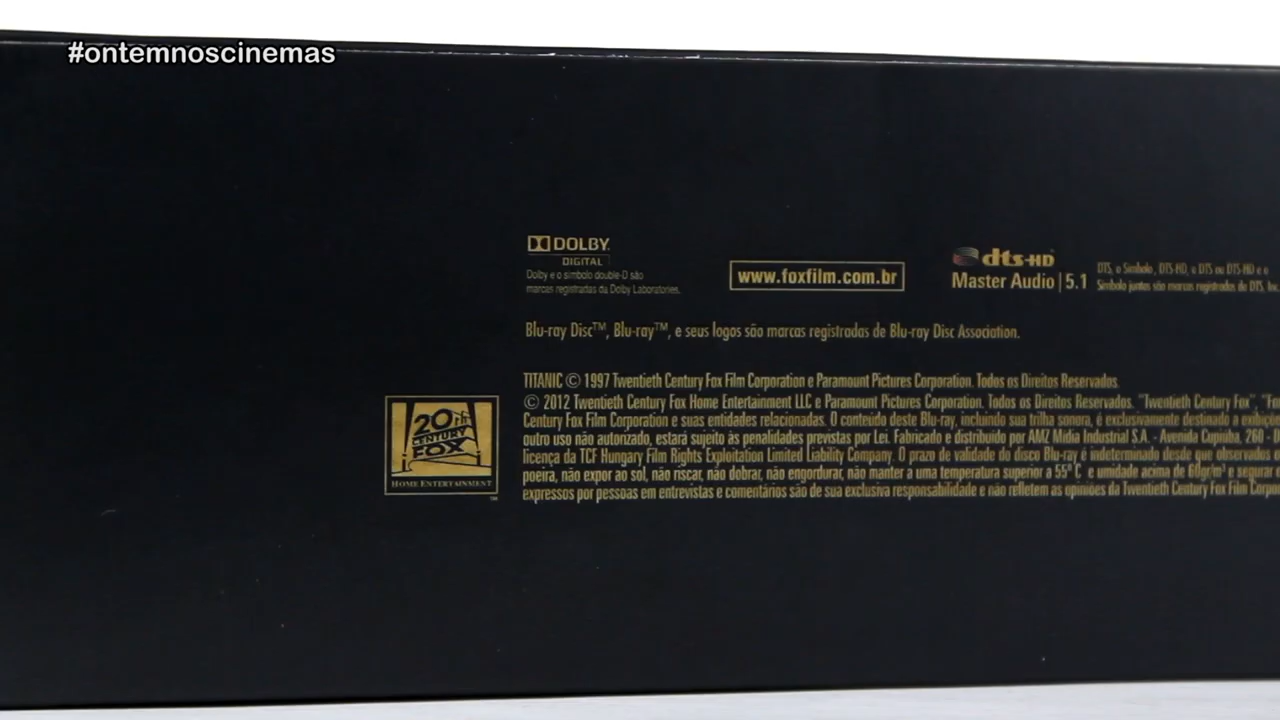 #ontemnoscinemas
DOLBY
DIGITAL
Dolby e o símbolo double-D são
marcas registradas da Dolby Laboratories.
www.foxfilm.com.br
dts-HD
Master Audio | 5.1
DTS, o Símbolo, DTS-HD, e DTS ou DTS-HD e o
Símbolo juntos são marcas registradas de DTS, Inc.
Blu-ray Disc™, Blu-ray™, e seus logos são marcas registradas de Blu-ray Disc Association.
TITANIC © 1997 Twentieth Century Fox Film Corporation e Paramount Pictures Corporation. Todos os Direitos Reservados.
© 2012 Twentieth Century Fox Home Entertainment LLC e Paramount Pictures Corporation. Todos os Direitos Reservados. "Twentieth Century Fox", "Fo
Century Fox Film Corporation e suas entidades relacionadas. O conteúdo deste Blu-ray, incluindo sua trilha sonora, é exclusivamente destinado a exibiçõe
outro uso não autorizado, estará sujeito às penalidades previstas por Lei. Fabricado e distribuído por AMZ Mídia Industrial S.A. - Avenida Cupiúba, 260 -
licença da TCF Hungary Film Rights Exploitation Limited Liability Company. O prazo de validade do disco Blu-ray é indeterminado desde que observados o
poeira, não expor ao sol, não riscar, não dobrar, não engordurar, não manter a uma temperatura superior a 55° C e umidade acima de 60gr/m³ e segurar
expressos por pessoas em entrevistas e comentários são de sua exclusiva responsabilidade e não refletem as opiniões da Twentieth Century Fox Film Corpo
20th
CENTURY
FOX
HOME ENTERTAINMENT
™